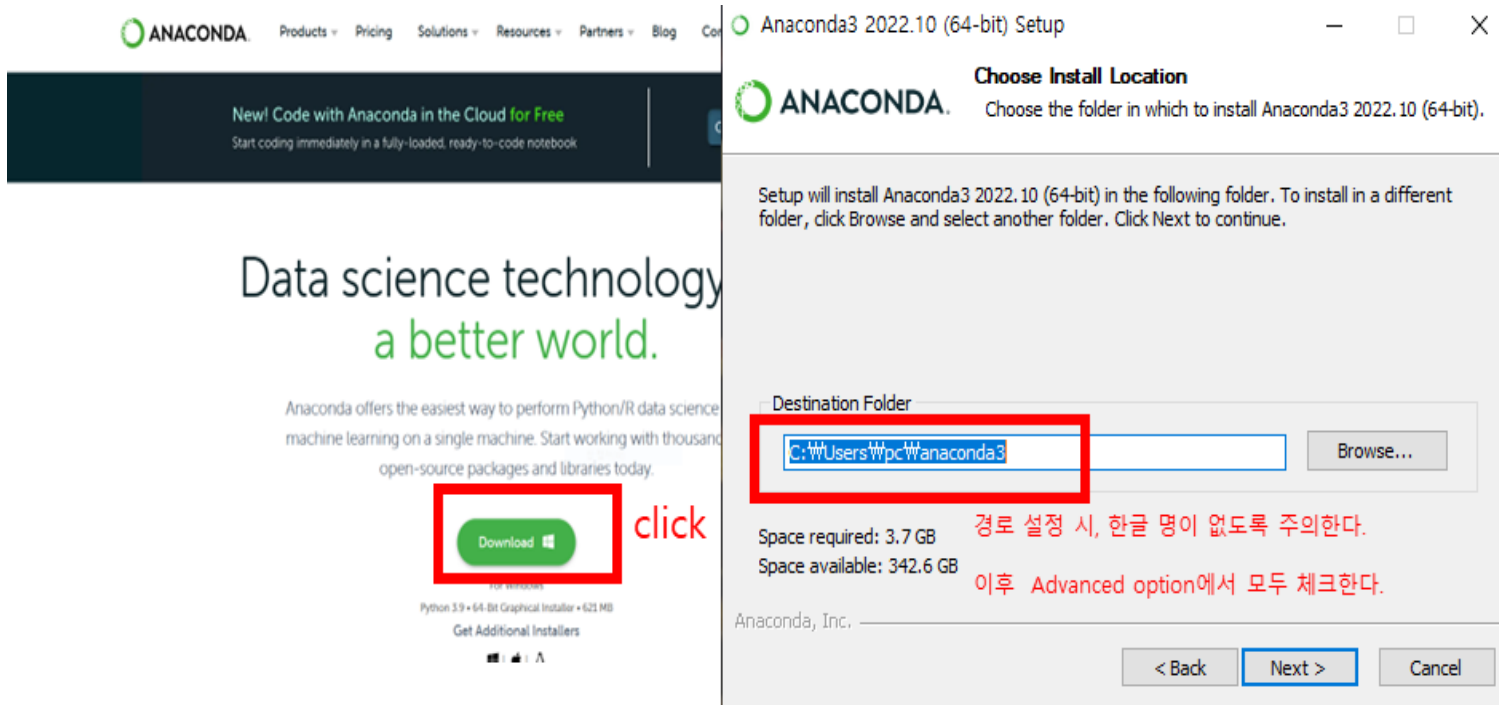 ANACONDA.
Products Pricing Solutions Resources Partners Blog
New! Code with Anaconda in the Cloud for Free
Start coding immediately in a fully-loaded, ready-to-code notebook
Data science technology
a better world.
Anaconda offers the easiest way to perform Python/R data science
machine learning on a single machine. Start working with
open-source packages and libraries today.
Download
click
For Windows
Python 3.9 • 64-Bit Graphical Installer • 621 MB
Get Additional Installers
Anaconda3 2022.10 (64-bit) Setup
ANACONDA.
Choose Install Location
Choose the folder in which to install Anaconda3 2022.10 (64-bit).
Setup will install Anaconda3 2022.10 (64-bit) in the following folder. To install in a different
folder, click Browse and select another folder. Click Next to continue.
Destination Folder
C:₩Users₩pc₩anaconda3
Browse...
Space required: 3.7 GB
Space available: 342.6 GB
경로 설정 시, 한글 명이 없도록 주의한다.
이후 Advanced option에서 모두 체크한다.
Anaconda, Inc.
< Back Next > Cancel